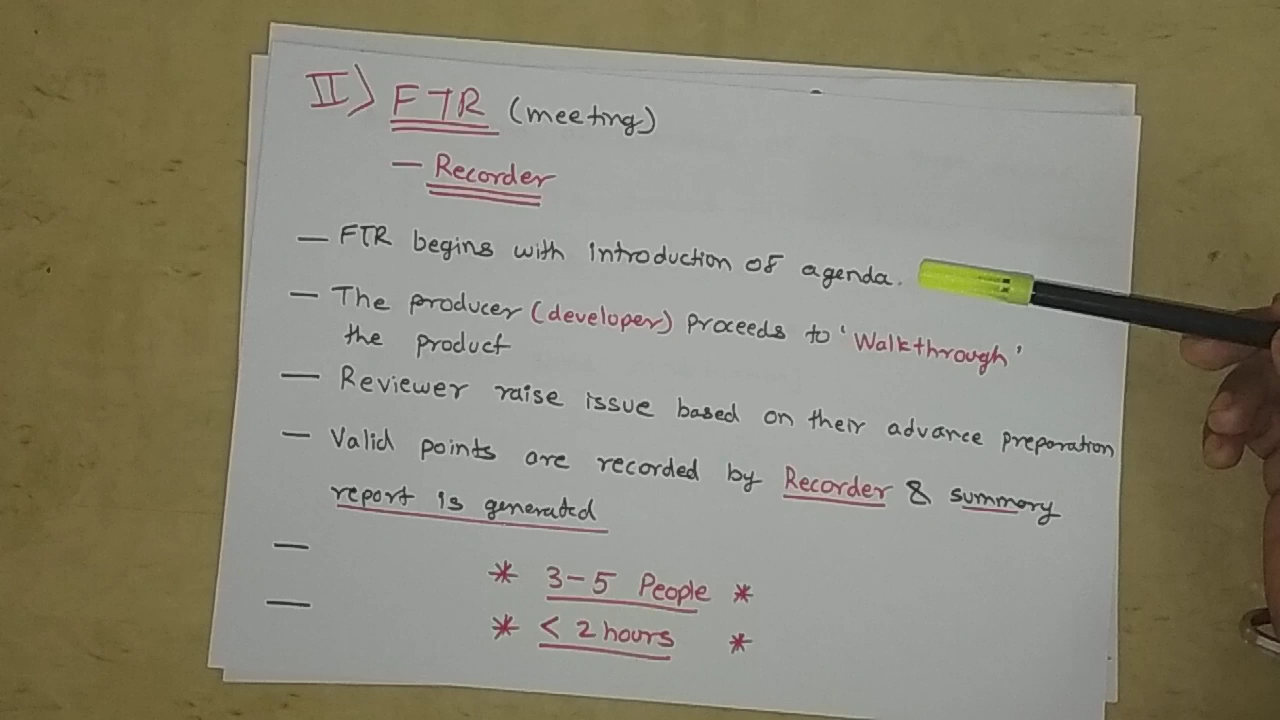 II) FTR (meeting)
— Recorder
— FTR begins with introduction of agenda.
— The producer (developer) proceeds to 'Walkthrough'
the product
— Reviewer raise issue based on their advance preparation
— Valid points are recorded by Recorder & summary
report is generated
— * 3-5 People *
— * < 2 hours *